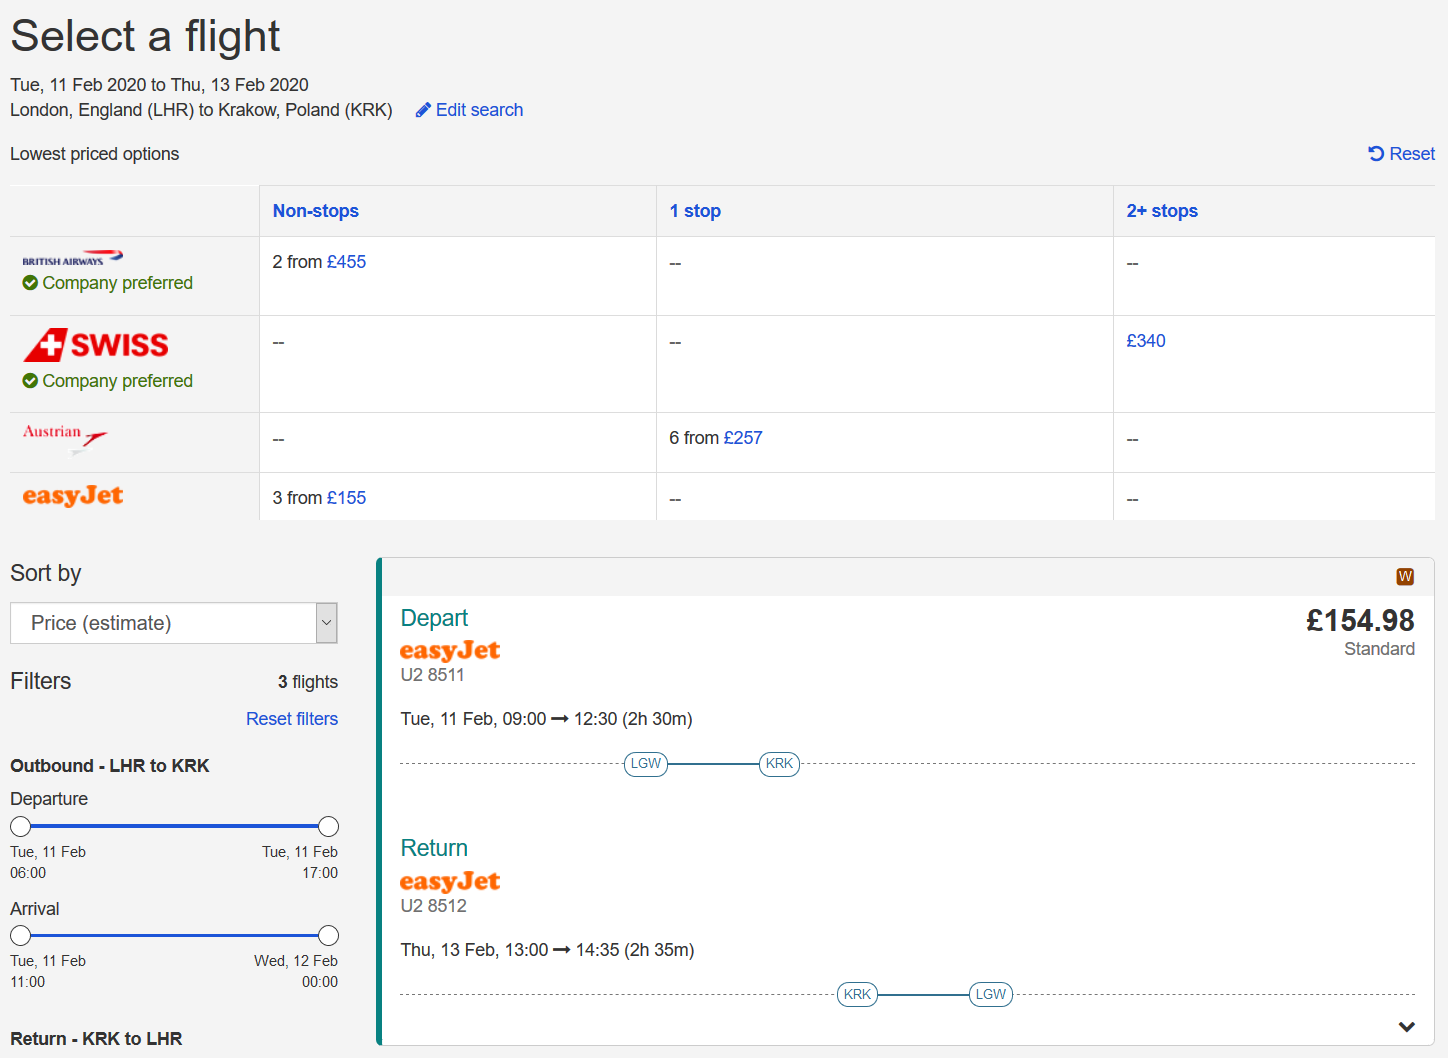 Select a flight
Tue, 11 Feb 2020 to Thu, 13 Feb 2020
London, England (LHR) to Krakow, Poland (KRK) Edit search
Lowest priced options
Reset
Non-stops 1 stop 2+ stops
BRITISH AIRWAYS
Company preferred
2 from £455 -- --
SWISS
Company preferred
-- -- £340
Austrian
-- 6 from £257 --
easyJet
3 from £155 -- --
Sort by
Price (estimate)
Filters 3 flights
Reset filters
Outbound - LHR to KRK
Departure
Tue, 11 Feb Tue, 11 Feb
06:00 17:00
Arrival
Tue, 11 Feb Wed, 12 Feb
11:00 00:00
Return - KRK to LHR
W
Depart
£154.98
easyJet
Standard
U2 8511
Tue, 11 Feb, 09:00 → 12:30 (2h 30m)
LGW KRK
Return
easyJet
U2 8512
Thu, 13 Feb, 13:00 → 14:35 (2h 35m)
KRK LGW